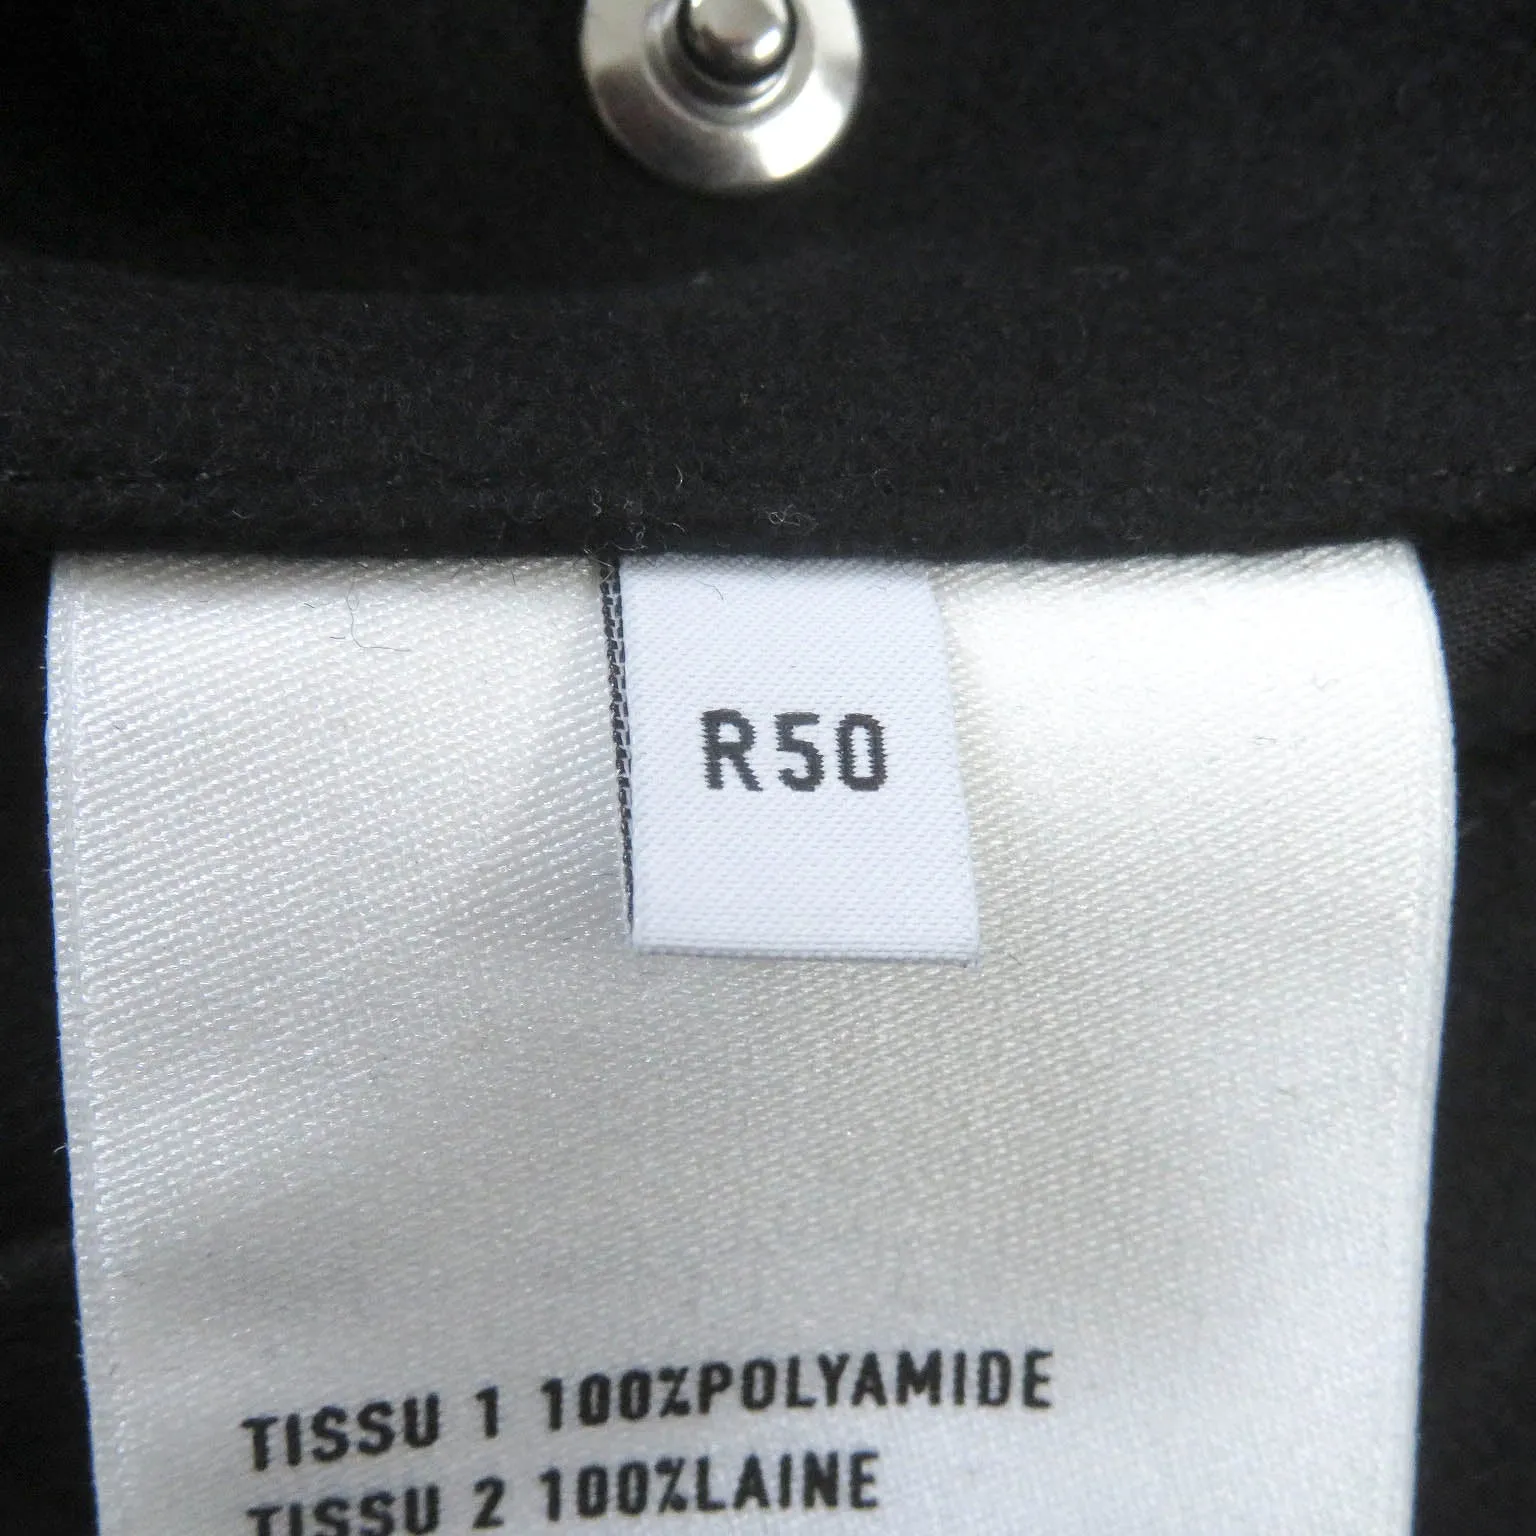 R50
TISSU 1 100%POLYAMIDE
TISSU 2 100%LAINE